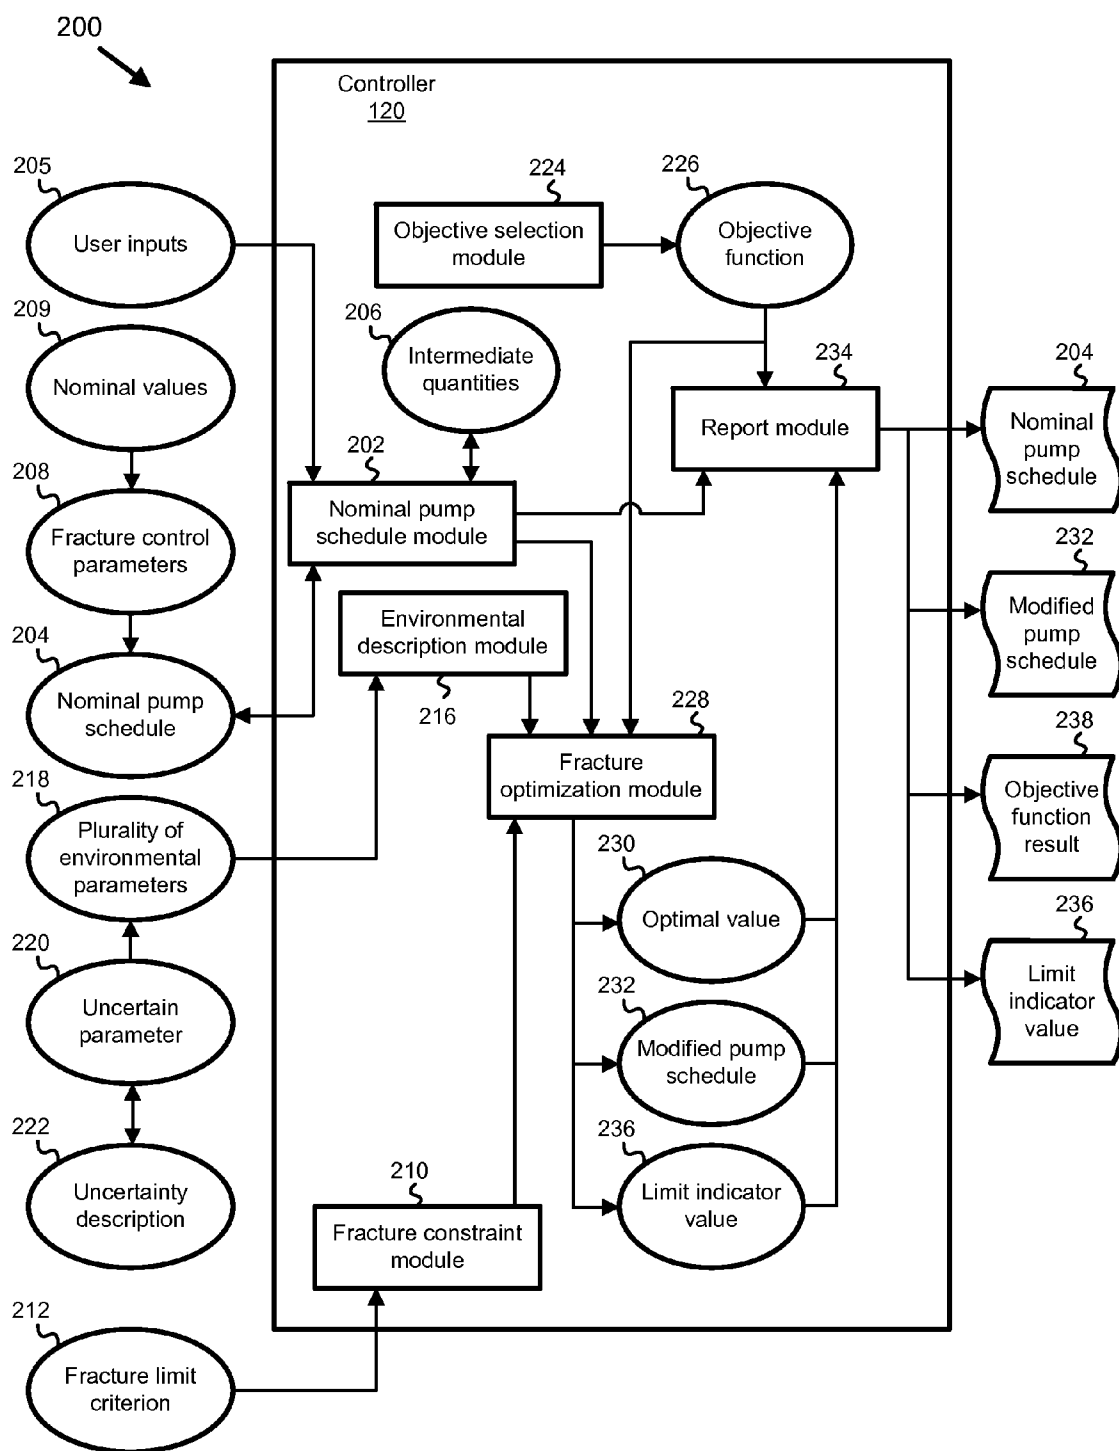 200
Controller
120
205
User inputs
224
Objective selection
module
226
Objective
function
209
Nominal values
206
Intermediate
quantities
234
Report module
204
Nominal
pump
schedule
208
Fracture control
parameters
202
Nominal pump
schedule module
232
Modified
pump
schedule
204
Nominal pump
schedule
Environmental
description module
216
228
Fracture
optimization module
238
Objective
function
result
218
Plurality of
environmental
parameters
230
Optimal value
236
Limit
indicator
value
220
Uncertain
parameter
232
Modified pump
schedule
222
Uncertainty
description
236
Limit indicator
value
210
Fracture constraint
module
212
Fracture limit
criterion